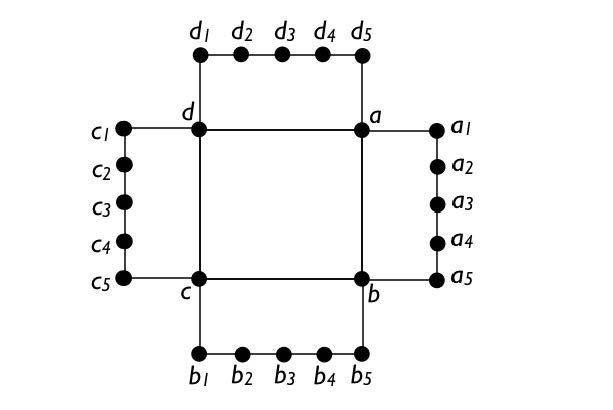 d1 d2 d3 d4 d5
d a
c1 a1
c2 a2
c3 a3
c4 a4
c5 a5
c b
b1 b2 b3 b4 b5